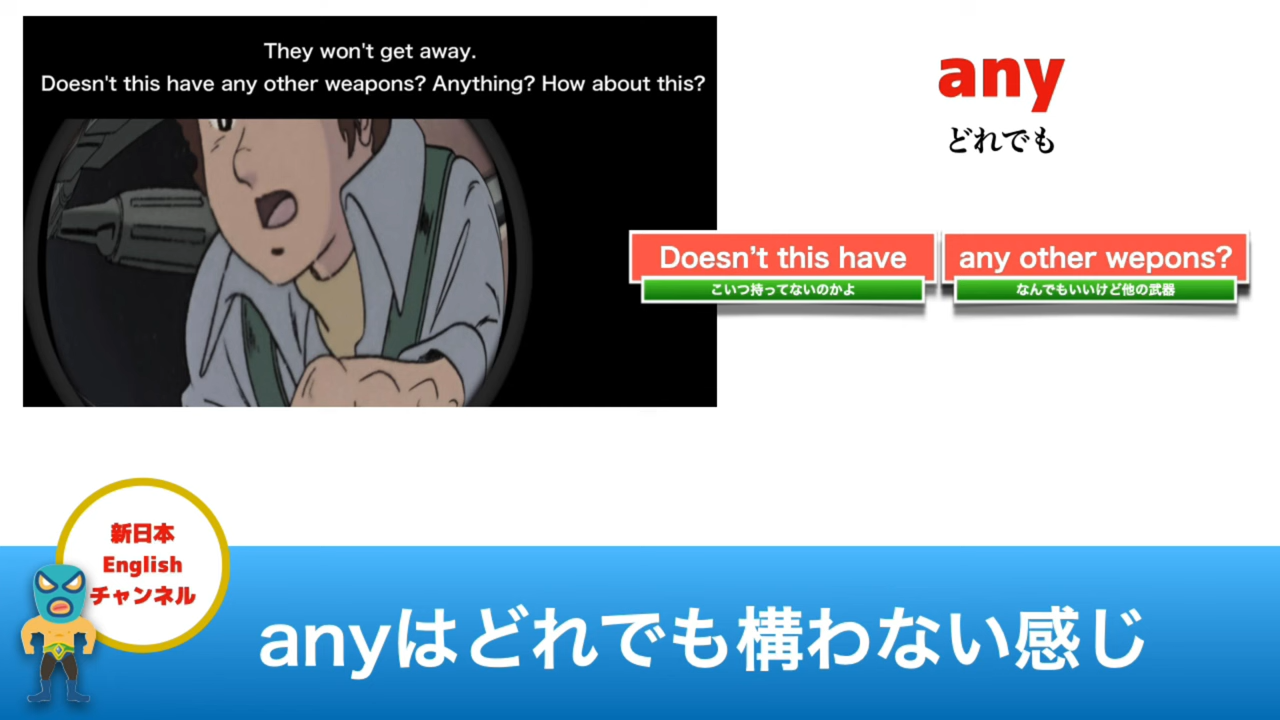 They won't get away.
Doesn't this have any other weapons? Anything? How about this?
any
どれでも
Doesn’t this have
any other wepons?
こいつ持ってないのかよ
なんでもいいけど他の武器
新日本
English
チャンネル
anyはどれでも構わない感じ